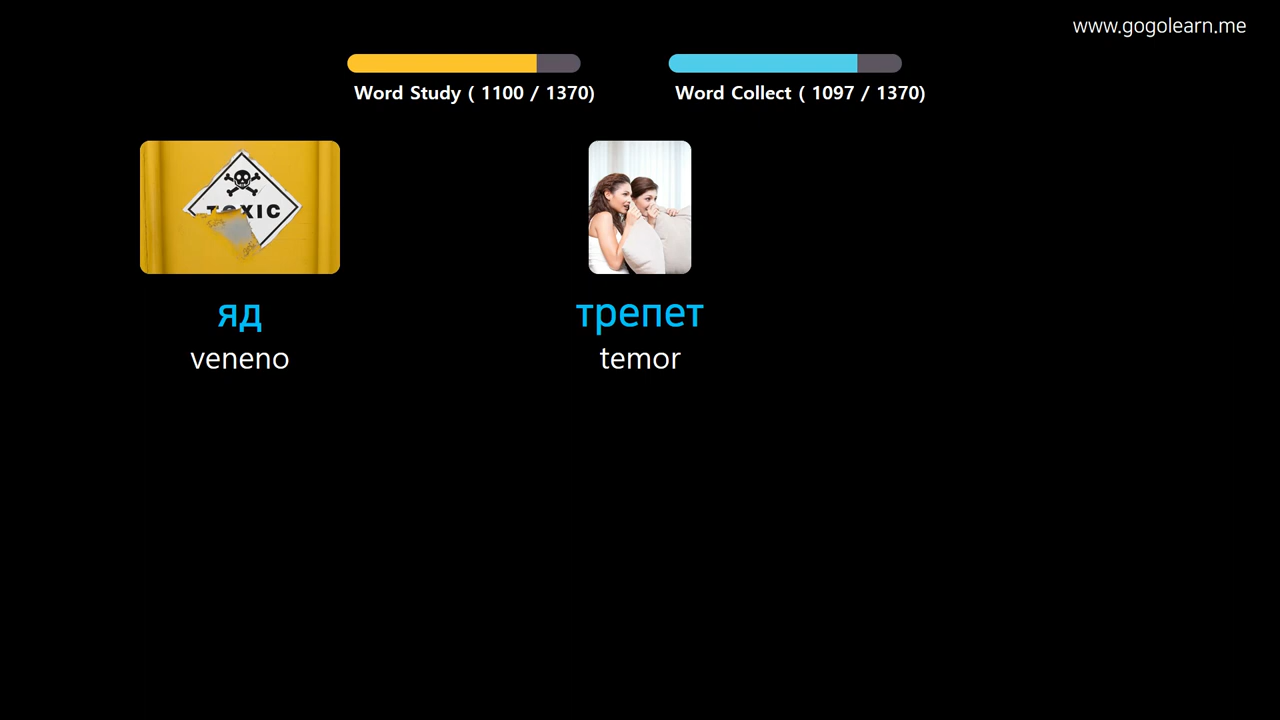 www.gogolearn.me
Word Study ( 1100 / 1370)
Word Collect ( 1097 / 1370)
TOXIC
яд
veneno
трепет
temor